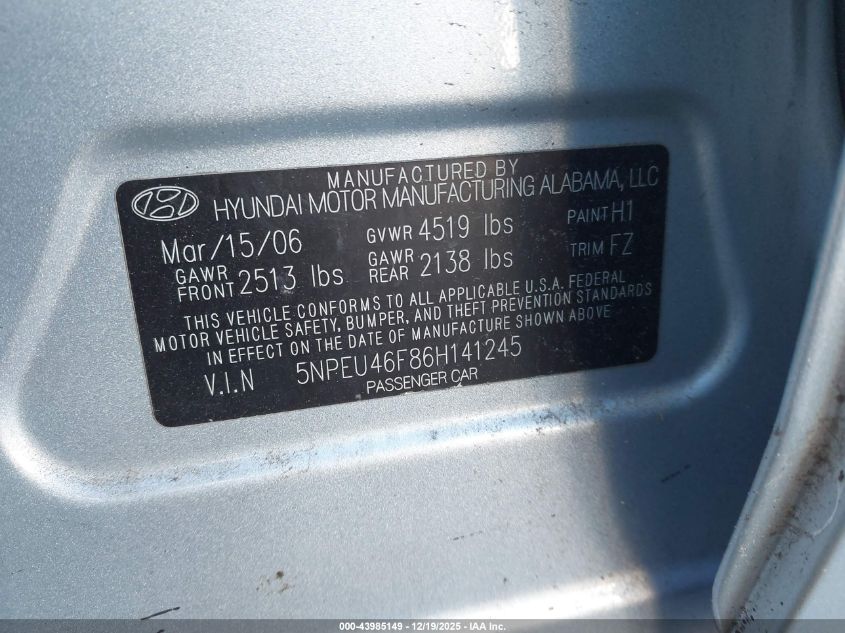 MANUFACTURED BY
HYUNDAI MOTOR MANUFACTURING ALABAMA, LLC
Mar/15/06 GVWR 4519 lbs PAINT H1
GAWR FRONT 2513 lbs GAWR REAR 2138 lbs TRIM FZ
THIS VEHICLE CONFORMS TO ALL APPLICABLE U.S.A. FEDERAL
MOTOR VEHICLE SAFETY, BUMPER, AND THEFT PREVENTION STANDARDS
IN EFFECT ON THE DATE OF MANUFACTURE SHOWN ABOVE
V.I.N 5NPEU46F86H141245
PASSENGER CAR
000-43985149 - 12/19/2025 - IAA Inc.